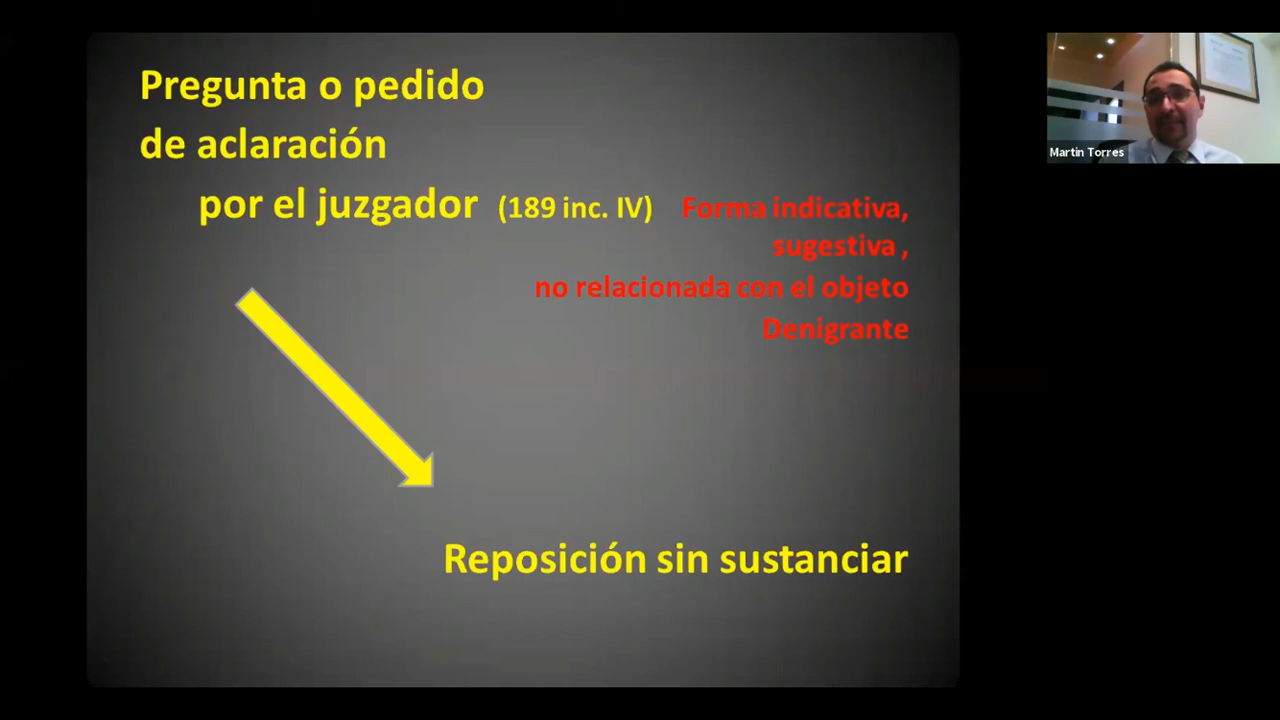 Pregunta o pedido
de aclaración
por el juzgador (189 inc. IV) Forma indicativa,
sugestiva ,
no relacionada con el objeto
Denigrante
Reposición sin sustanciar
Martin Torres